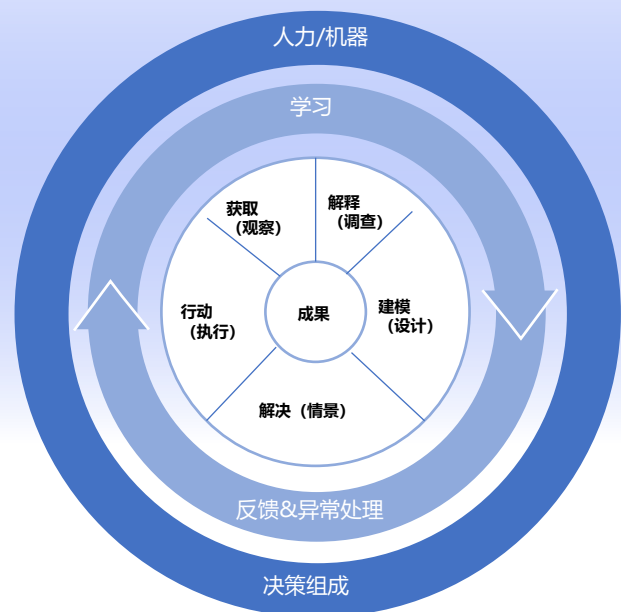 人力/机器
学习
获取
（观察）
解释
（调查）
行动
（执行）
成果
建模
（设计）
解决（情景）
反馈&异常处理
决策组成